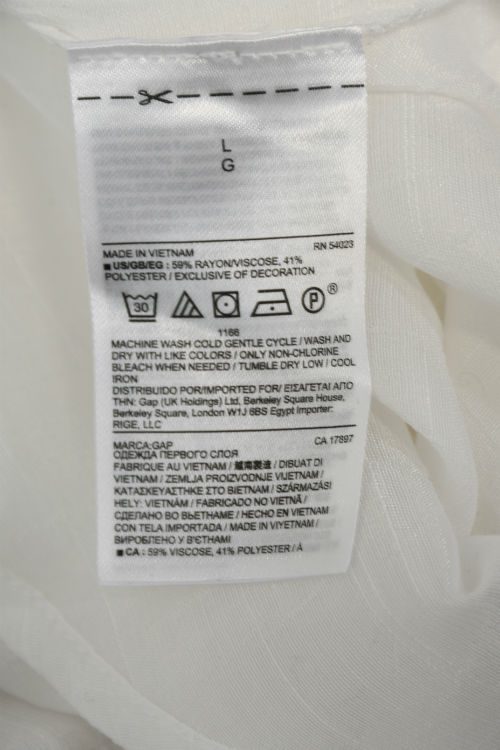 L
G
MADE IN VIETNAM RN 54023
■ US/GB/EG : 59% RAYON/VISCOSE, 41%
POLYESTER / EXCLUSIVE OF DECORATION
30 P ®
1166
MACHINE WASH COLD GENTLE CYCLE / WASH AND
DRY WITH LIKE COLORS / ONLY NON-CHLORINE
BLEACH WHEN NEEDED / TUMBLE DRY LOW / COOL
IRON
DISTRIBUIDO POR/IMPORTED FOR/ ΕΙΣΑΓΕΤΑΙ ΑΠΟ
ΤΗΝ: Gap (UK Holdings) Ltd, Berkeley Square House,
Berkeley Square, London W1J 6BS Egypt Importer:
RIGE, LLC
MARCA:GAP CA 17897
ОДЕЖДА ПЕРВОГО СЛОЯ
FABRIQUE AU VIETNAM / 越南製造 / DIBUAT DI
VIETNAM / ZEMLJA PROIZVODNJE VIJETNAM /
ΚΑΤΑΣΚΕΥΑΣΤΗΚΕ ΣΤΟ ΒΙΕΤΝΑΜ / SZÁRMAZÁSI
HELY: VIETNÁM / FABRICADO NO VIETNÃ /
СДЕЛАНО ВО ВЬЕТНАМЕ / HECHO EN VIETNAM
CON TELA IMPORTADA / MADE IN VIYETNAM /
ВИРОБЛЕНО У В'ЄТНАМІ
■ CA : 59% VISCOSE, 41% POLYESTER / À